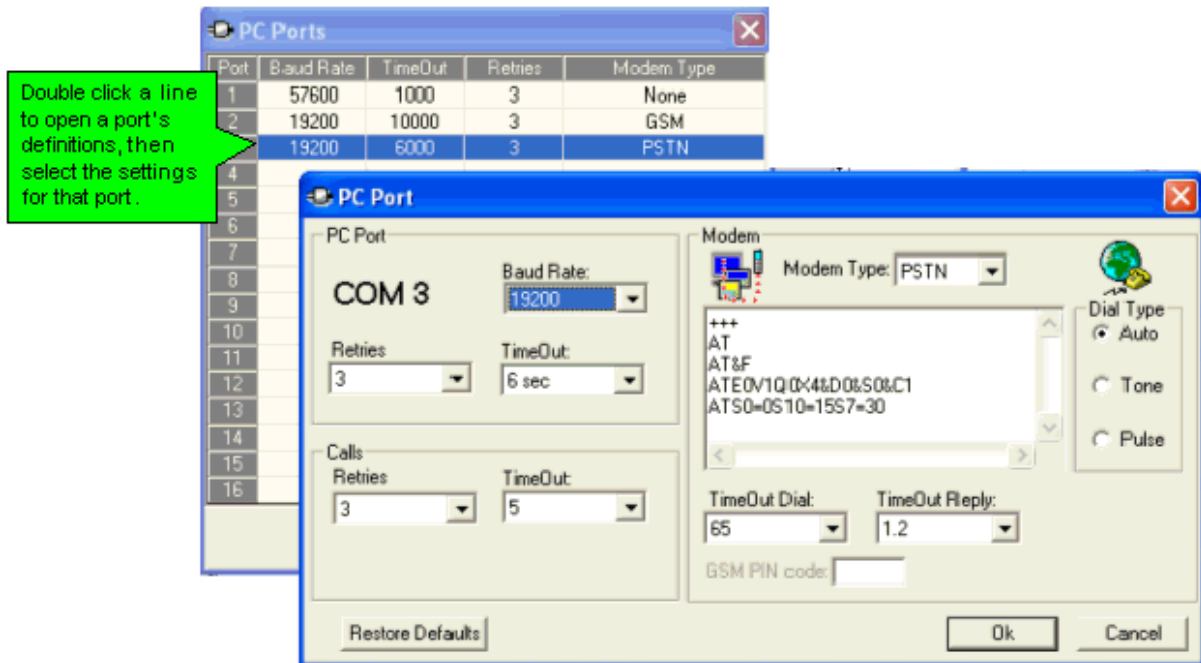 PC Ports
Port Baud Rate TimeOut Retries Modem Type
1 57600 1000 3 None
2 19200 10000 3 GSM
19200 6000 3 PSTN
4
5
6
7
8
9
10
11
12
13
14
15
16
Double click a line
to open a port's
definitions, then
select the settings
for that port.
PC Port
PC Port
COM 3
Baud Rate:
19200
Retries
3
TimeOut:
6 sec
Calls
Retries
3
TimeOut:
5
Restore Defaults
Modem
Modem Type: PSTN
+++
AT
AT&F
ATE0V1Q0X4&D0&S0&C1
ATS0=0S10=15S7=30
Dial Type
Auto
Tone
Pulse
TimeOut Dial:
65
TimeOut Reply:
1.2
GSM PIN code:
Ok
Cancel